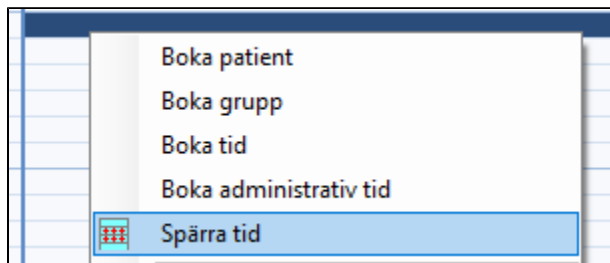 Boka patient
Boka grupp
Boka tid
Boka administrativ tid
Spärra tid